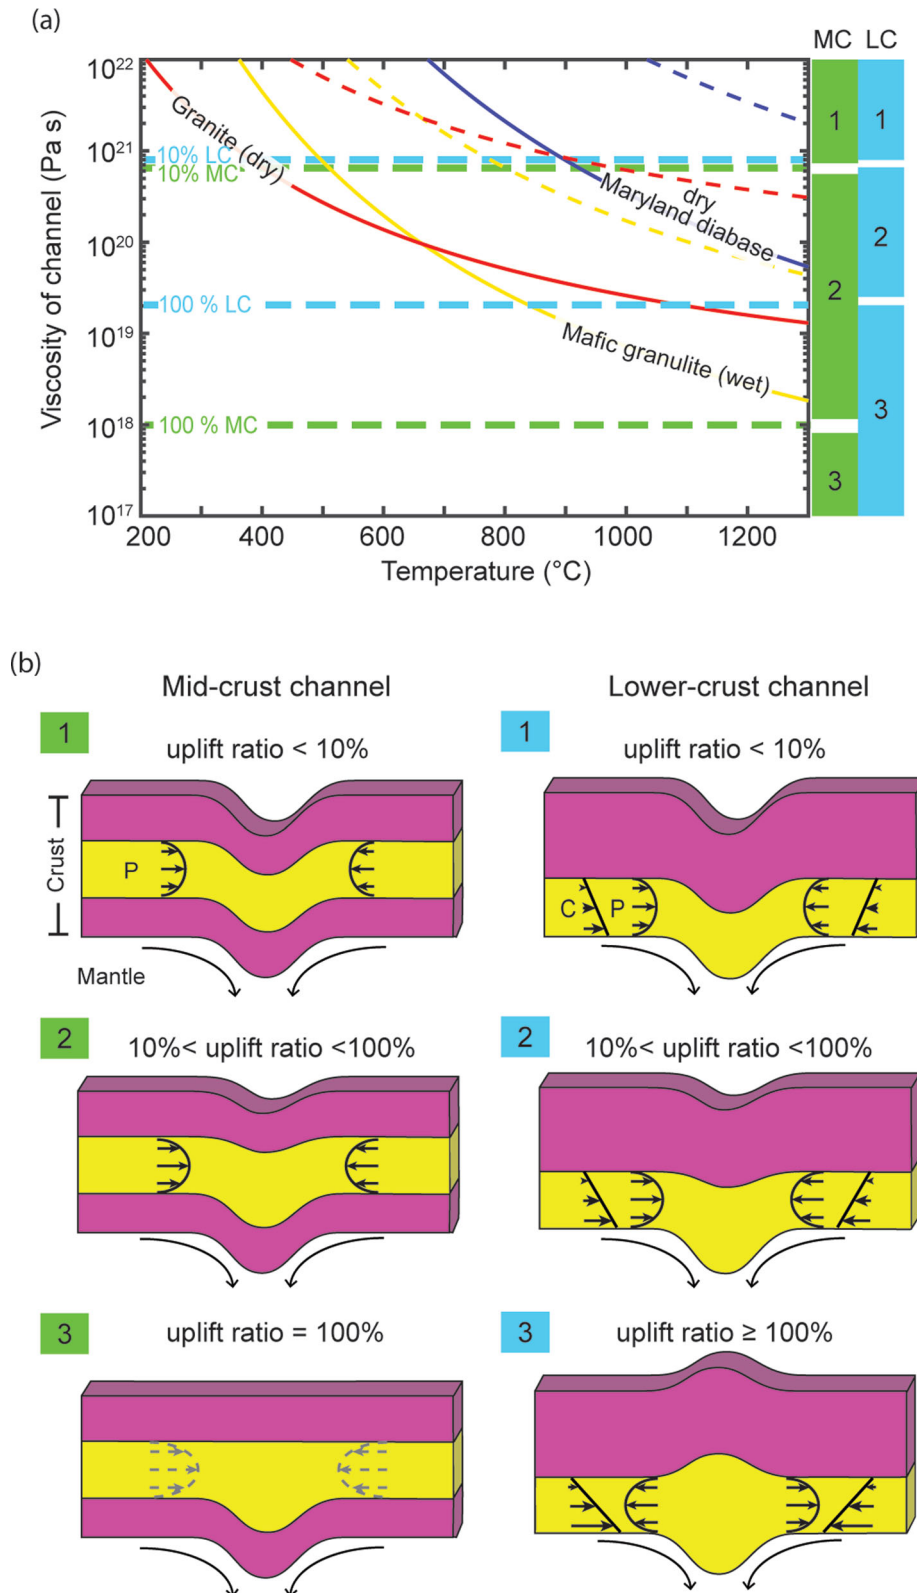 (a)
MC LC
10²²
10²¹
10²⁰
10¹⁹
10¹⁸
10¹⁷
Viscosity of channel (Pa s)
Granite (dry)
10% LC
10% MC
dry
Maryland diabase
100 % LC
Mafic granulite (wet)
100 % MC
1
2
3
1
2
3
200 400 600 800 1000 1200
Temperature (°C)
(b)
Mid-crust channel
Lower-crust channel
1
uplift ratio < 10%
Crust
P
Mantle
1
uplift ratio < 10%
C P
2
10%< uplift ratio <100%
2
10%< uplift ratio <100%
3
uplift ratio = 100%
3
uplift ratio ≥ 100%